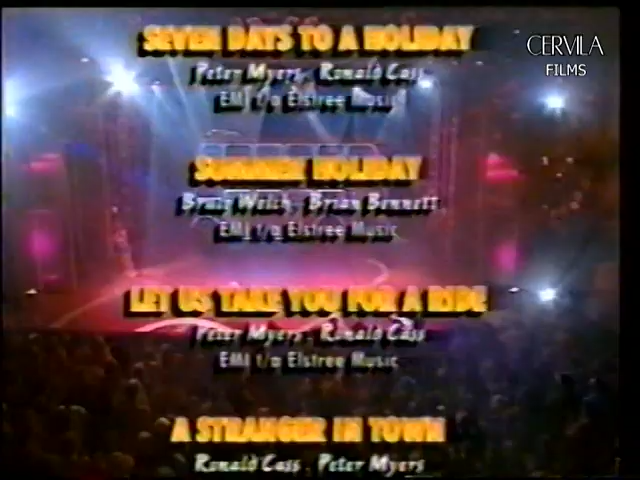 SEVEN DAYS TO A HOLIDAY
CERVILA
FILMS
Peter Myers . Ronald Cass
EMI t/a Elstree Music
SUMMER HOLIDAY
Bruce Welch . Brian Bennett
EMI t/a Elstree Music
LET US TAKE YOU FOR A RIDE
Peter Myers . Ronald Cass
EMI t/a Elstree Music
A STRANGER IN TOWN
Ronald Cass . Peter Myers